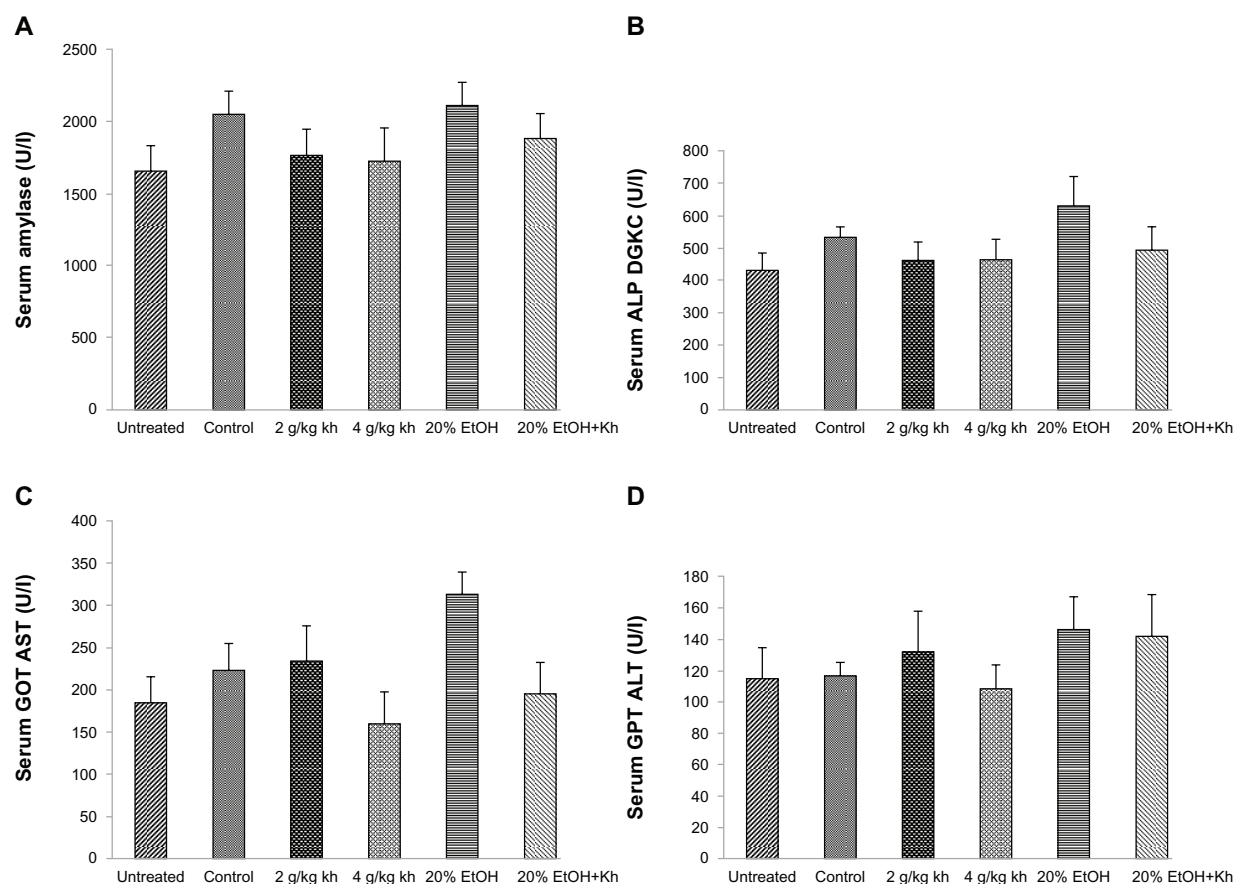 A
Serum amylase (U/I)
2500
2000
1500
1000
500
0
Untreated Control 2 g/kg kh 4 g/kg kh 20% EtOH 20% EtOH+Kh
B
Serum ALP DGKC (U/I)
800
700
600
500
400
300
200
100
0
Untreated Control 2 g/kg kh 4 g/kg kh 20% EtOH 20% EtOH+Kh
C
Serum GOT AST (U/I)
400
350
300
250
200
150
100
50
0
Untreated Control 2 g/kg kh 4 g/kg kh 20% EtOH 20% EtOH+Kh
D
Serum GPT ALT (U/I)
180
160
140
120
100
80
60
40
20
0
Untreated Control 2 g/kg kh 4 g/kg kh 20% EtOH 20% EtOH+Kh